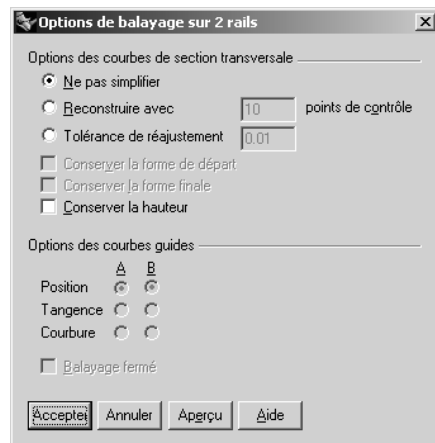 Options de balayage sur 2 rails
Options des courbes de section transversale
Ne pas simplifier
Reconstruire avec 10 points de contrôle
Tolérance de réajustement 0.01
Conserver la forme de départ
Conserver la forme finale
Conserver la hauteur
Options des courbes guides
A B
Position
Tangence
Courbure
Balayage fermé
Accepter Annuler Aperçu Aide